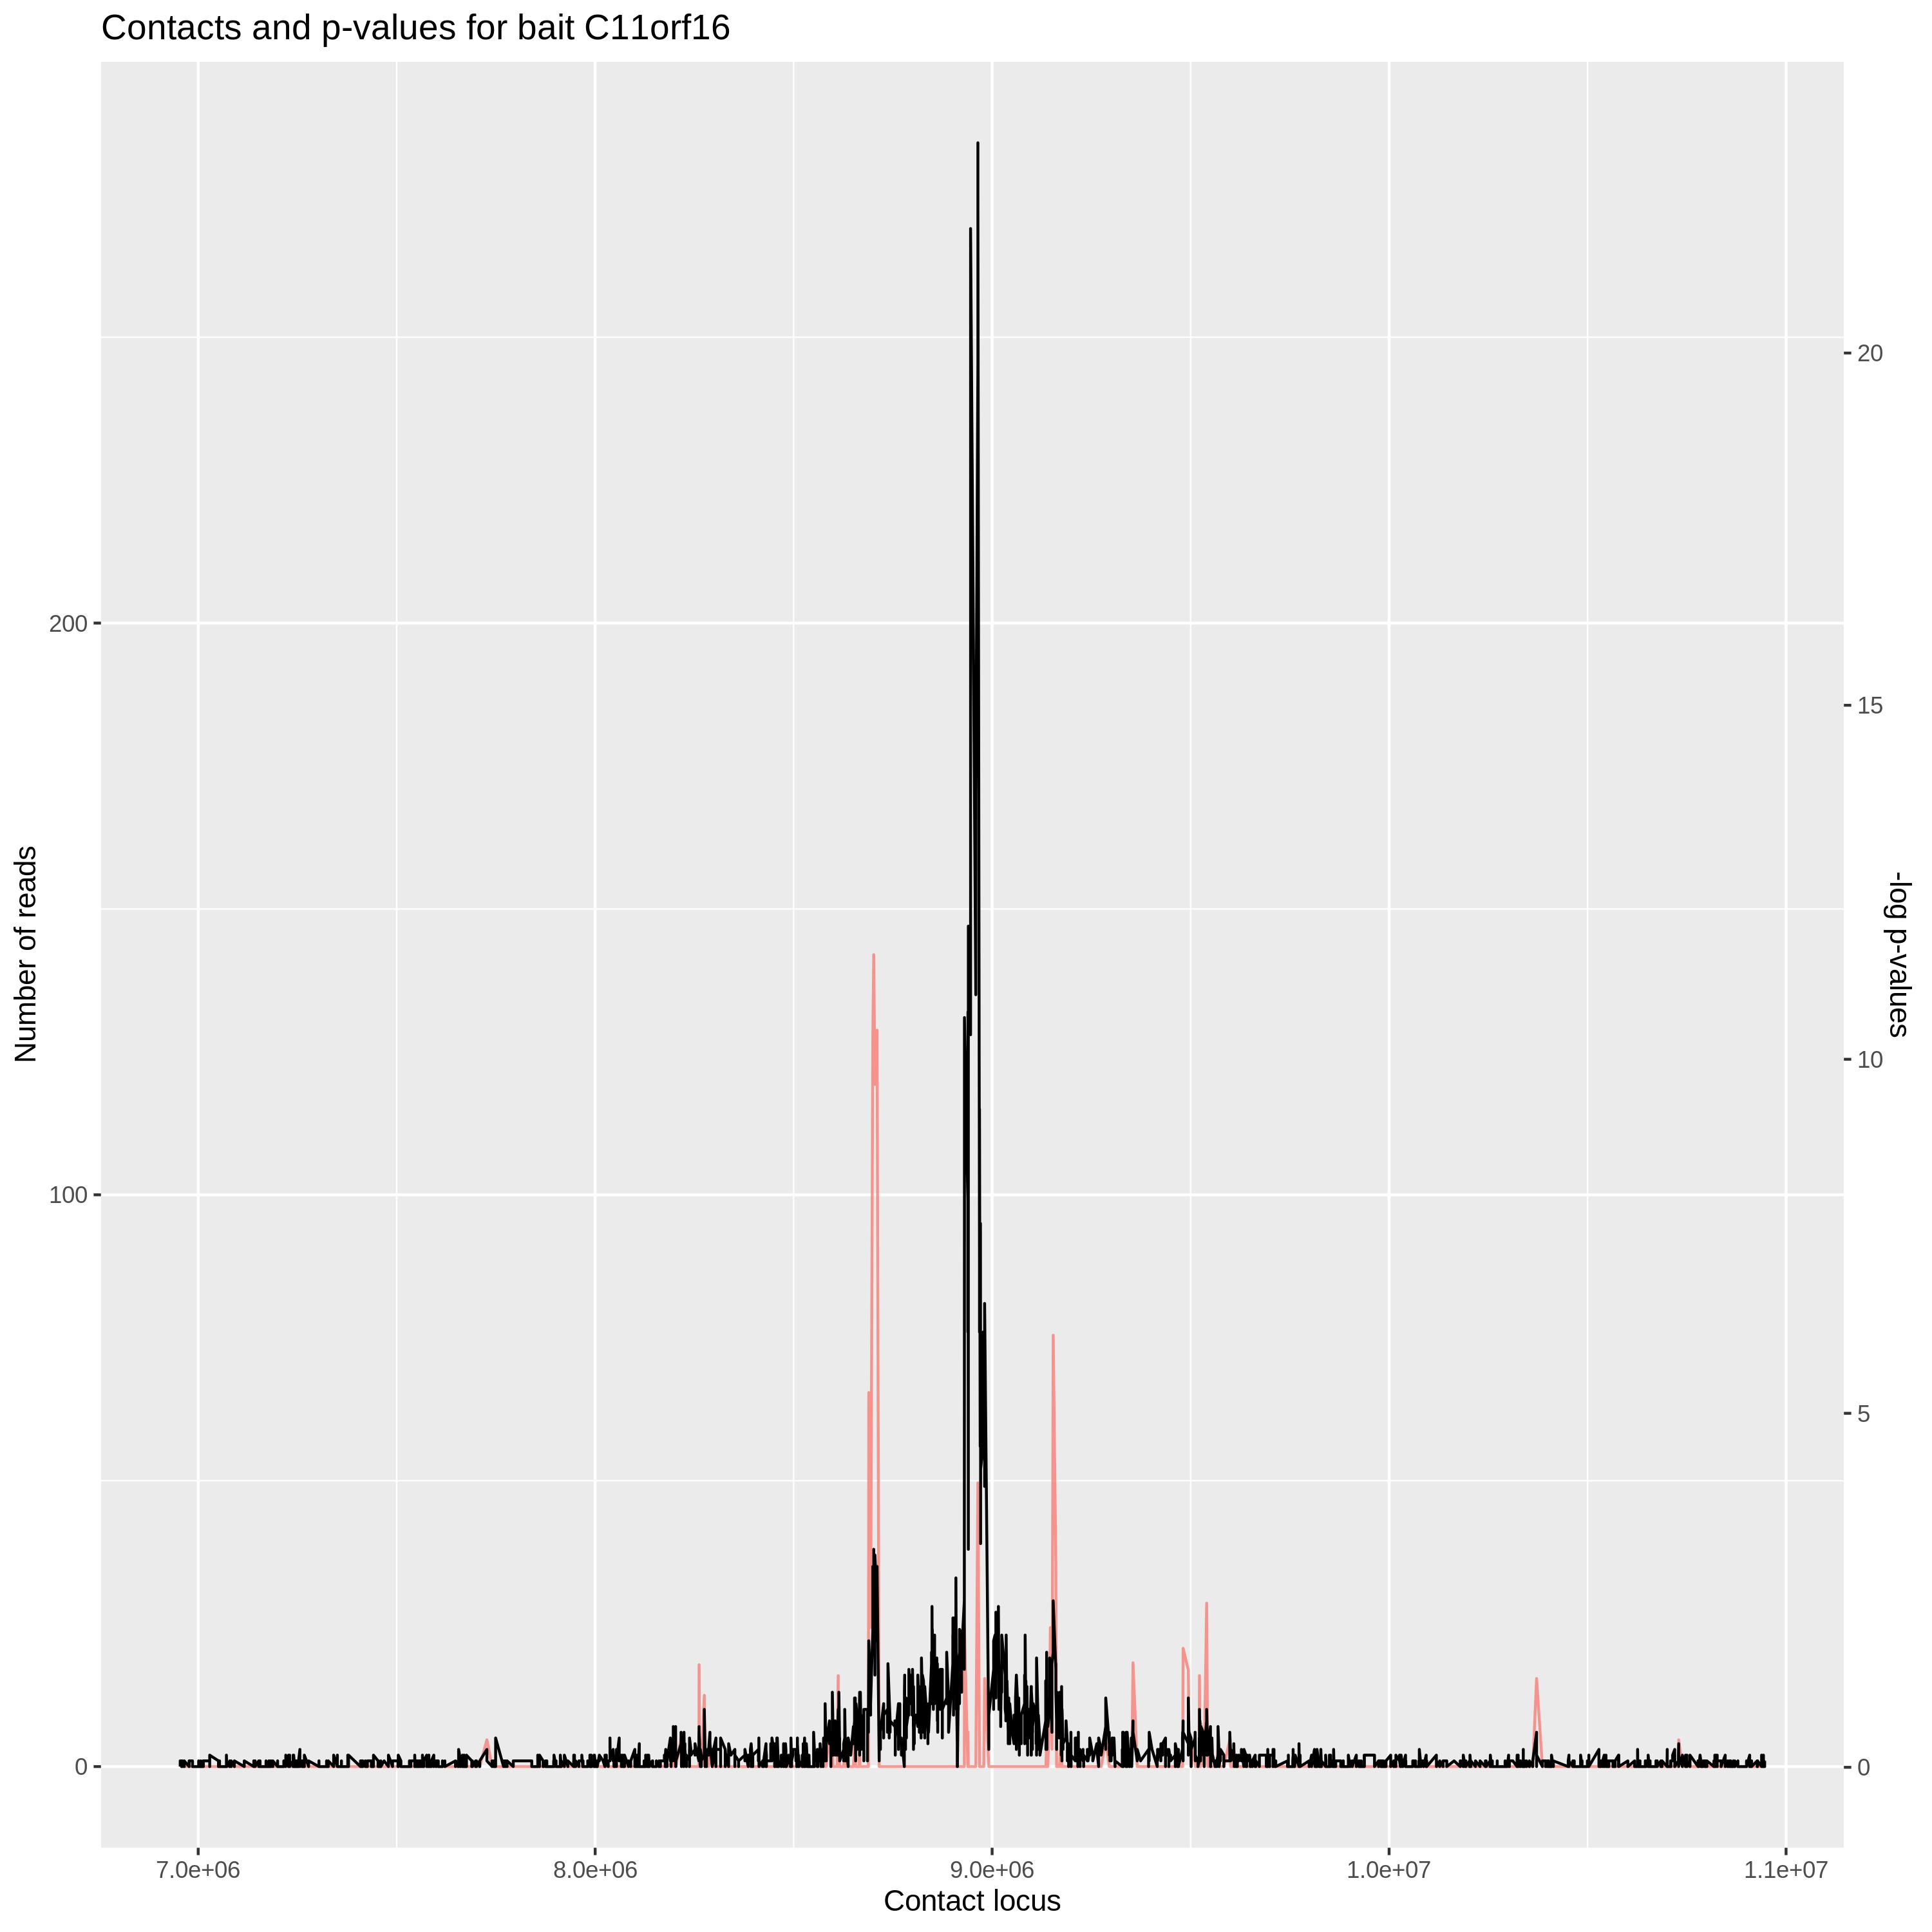 Contacts and p-values for bait C11orf16
Number of reads
200
100
0
20
15
10
5
0
-log p-values
7.0e+06
8.0e+06
9.0e+06
1.0e+07
1.1e+07
Contact locus